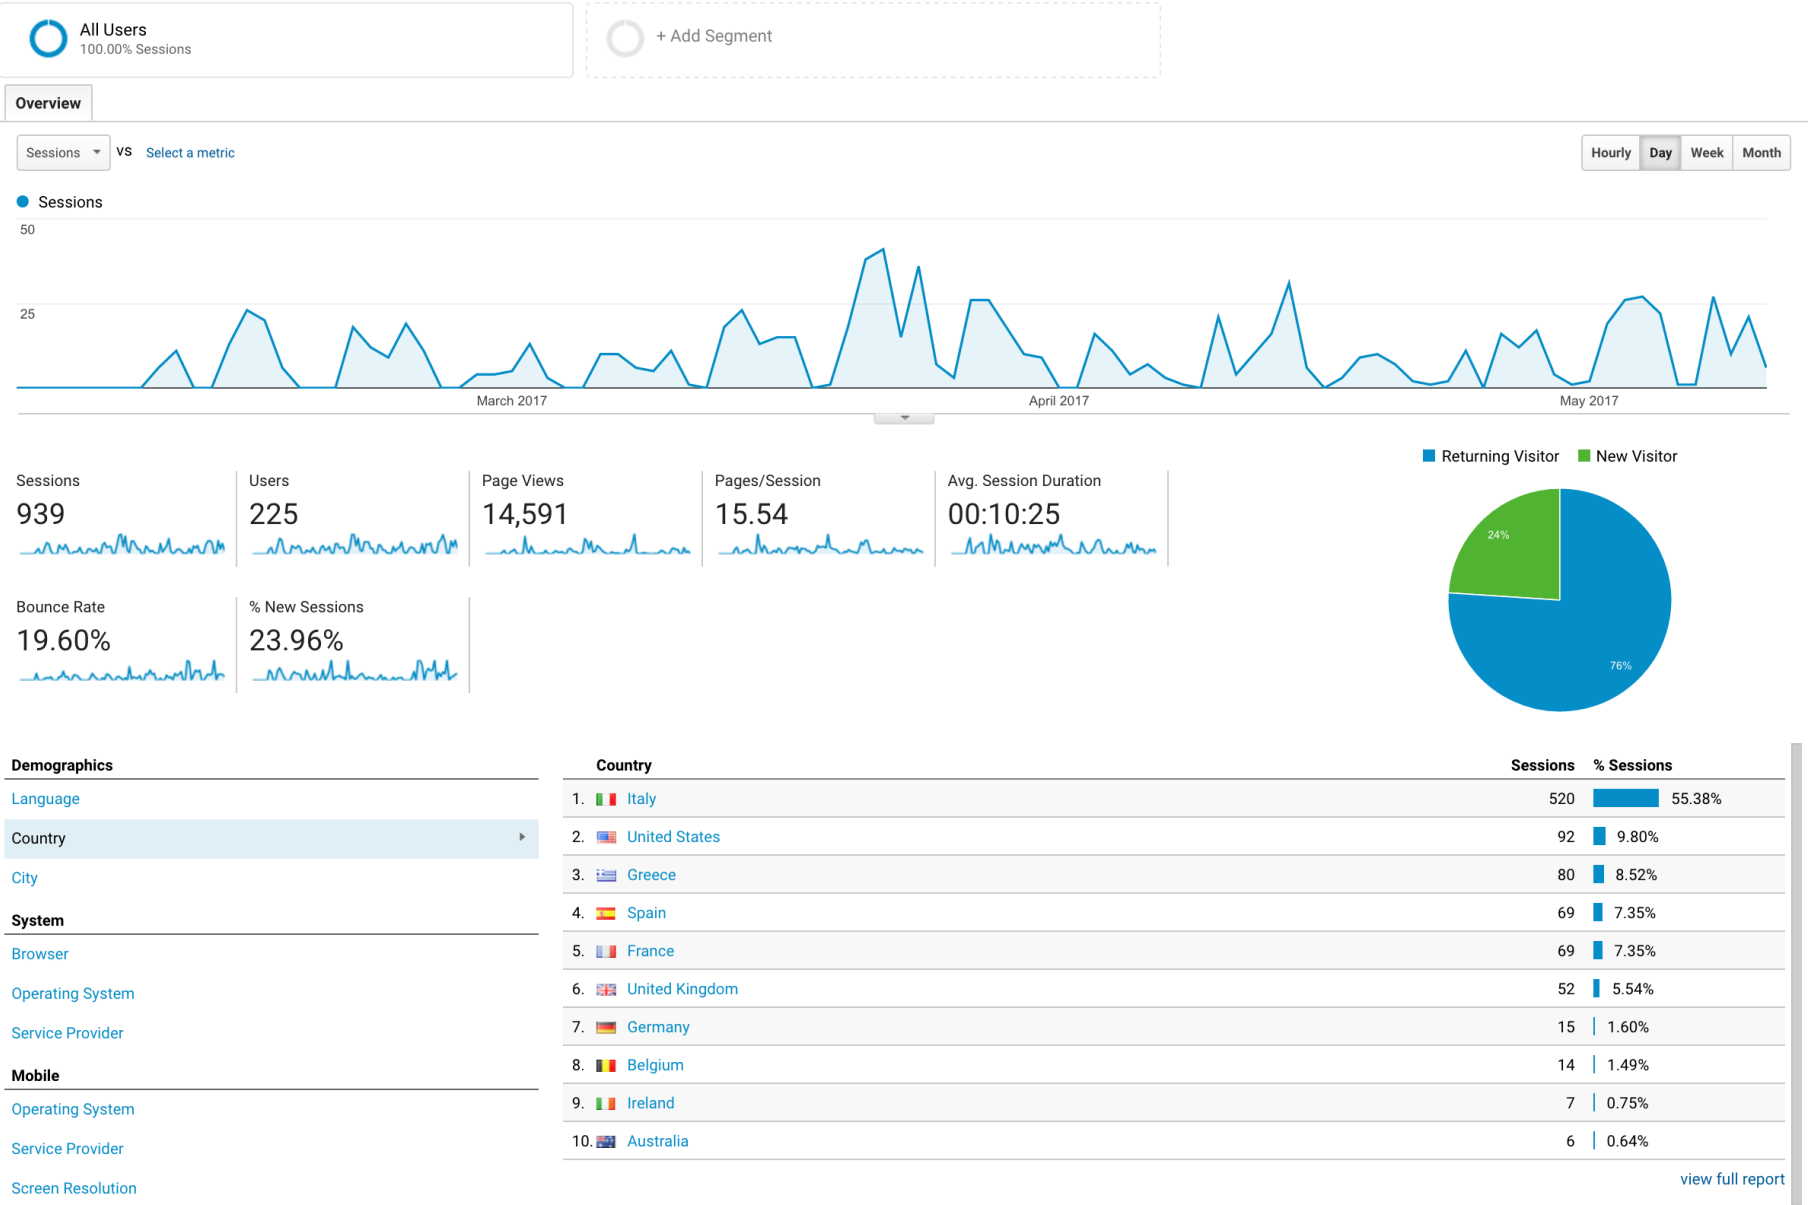 All Users
100.00% Sessions
+ Add Segment
Overview
Sessions VS Select a metric
Hourly Day Week Month
Sessions
50
25
March 2017 April 2017 May 2017
Returning Visitor New Visitor
Sessions Users Page Views Pages/Session Avg. Session Duration
939 225 14,591 15.54 00:10:25
24%
Bounce Rate % New Sessions
19.60% 23.96%
76%
Demographics
Language
Country
City
System
Browser
Operating System
Service Provider
Mobile
Operating System
Service Provider
Screen Resolution
Country Sessions % Sessions
1. Italy 520 55.38%
2. United States 92 9.80%
3. Greece 80 8.52%
4. Spain 69 7.35%
5. France 69 7.35%
6. United Kingdom 52 5.54%
7. Germany 15 1.60%
8. Belgium 14 1.49%
9. Ireland 7 0.75%
10. Australia 6 0.64%
view full report